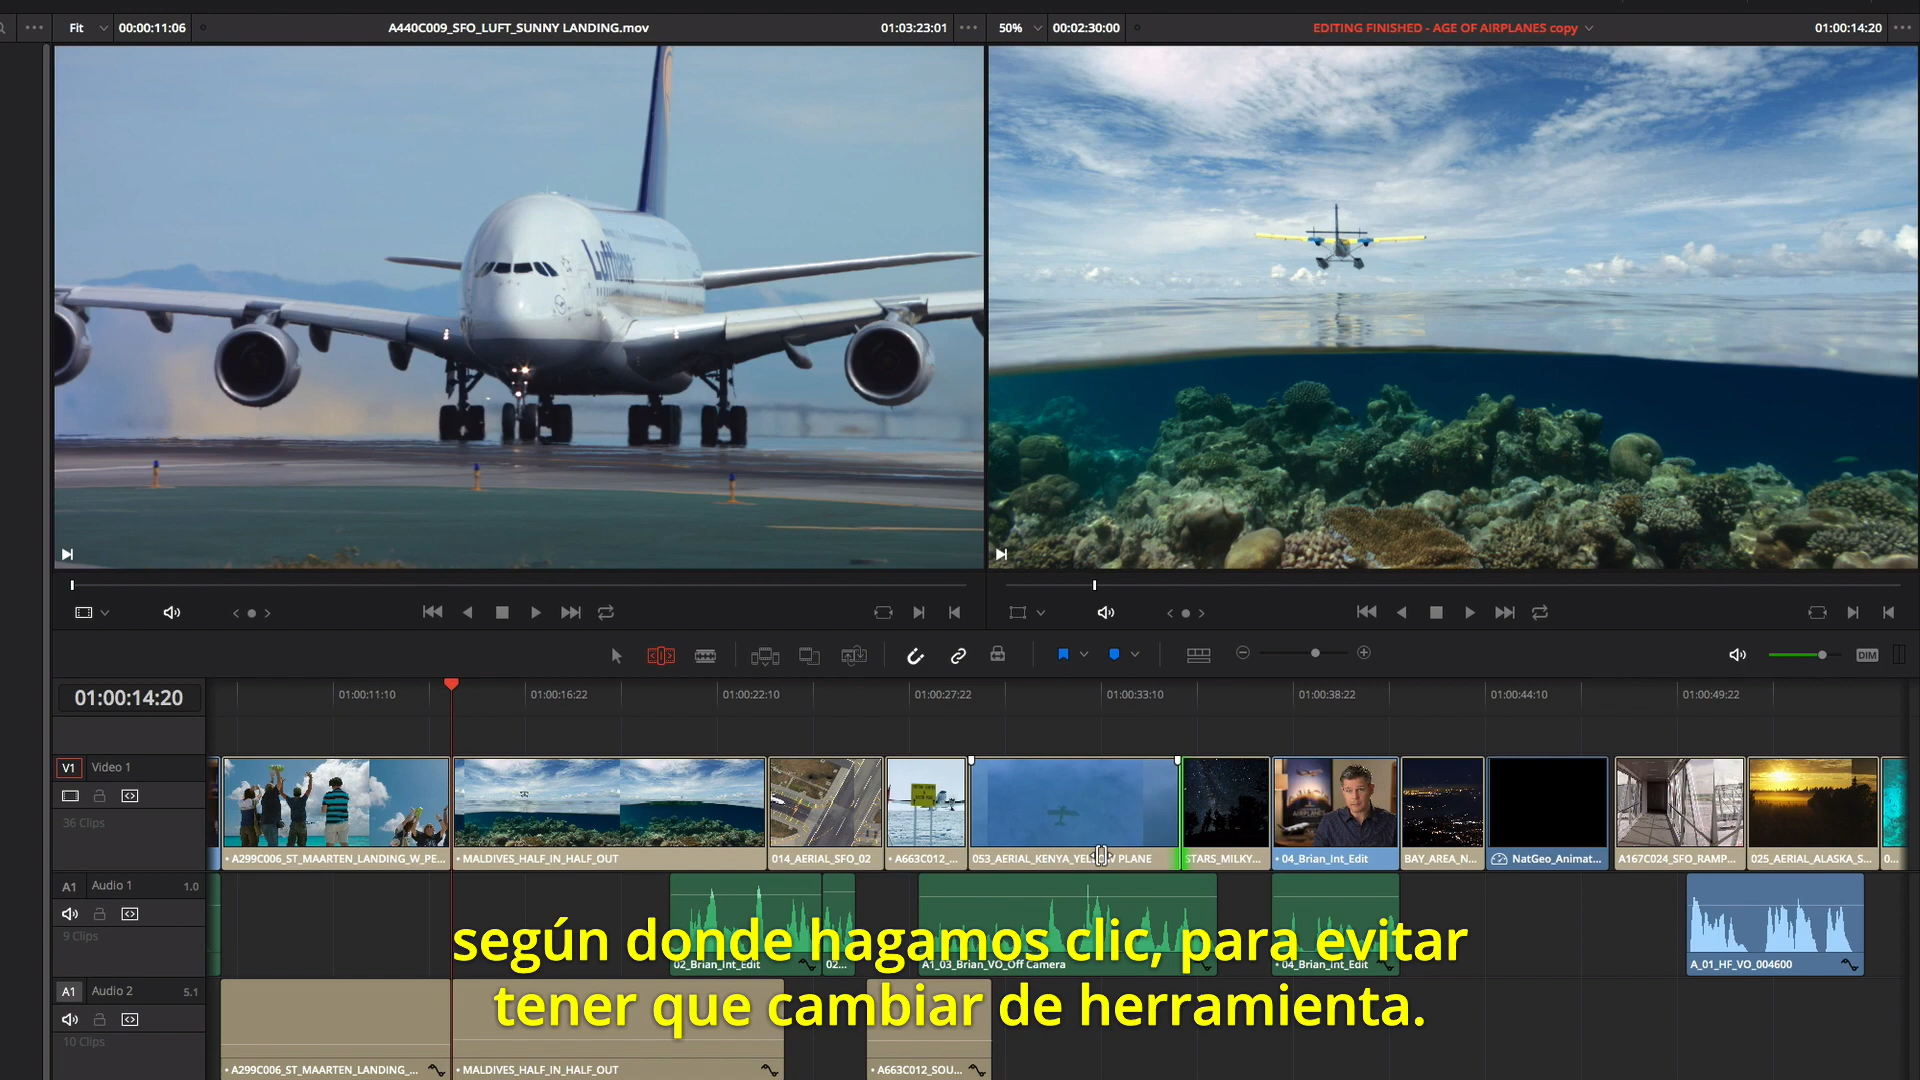 Fit 00:00:11:06 A440C009_SFO_LUFT_SUNNY LANDING.mov 01:03:23:01 50% 00:02:30:00 EDITING FINISHED - AGE OF AIRPLANES copy 01:00:14:20
Lufthansa
DIM
01:00:14:20 01:00:11:10 01:00:16:22 01:00:22:10 01:00:27:22 01:00:33:10 01:00:38:22 01:00:44:10 01:00:49:22
V1 Video 1
36 Clips
• A299C006_ST_MAARTEN_LANDING_W_PE... • MALDIVES_HALF_IN_HALF_OUT 014_AERIAL_SFO_02 • A663C012_... 053_AERIAL_KENYA_YEL PLANE STARS_MILKY... • 04_Brian_Int_Edit BAY_AREA_N... NatGeo_Animat... A167C024_SFO_RAMP... 025_AERIAL_ALASKA_S... 0...
A1 Audio 1 1.0
9 Clips
según donde hagamos clic, para evitar
02_Brian_Int_Edit 02... A1_03_Brian_VO_Off Camera • 04_Brian_Int_Edit A_01_HF_VO_004600
A1 Audio 2 5.1
tener que cambiar de herramienta.
10 Clips
• A299C006_ST_MAARTEN_LANDING_... • MALDIVES_HALF_IN_HALF_OUT • A663C012_SOU...